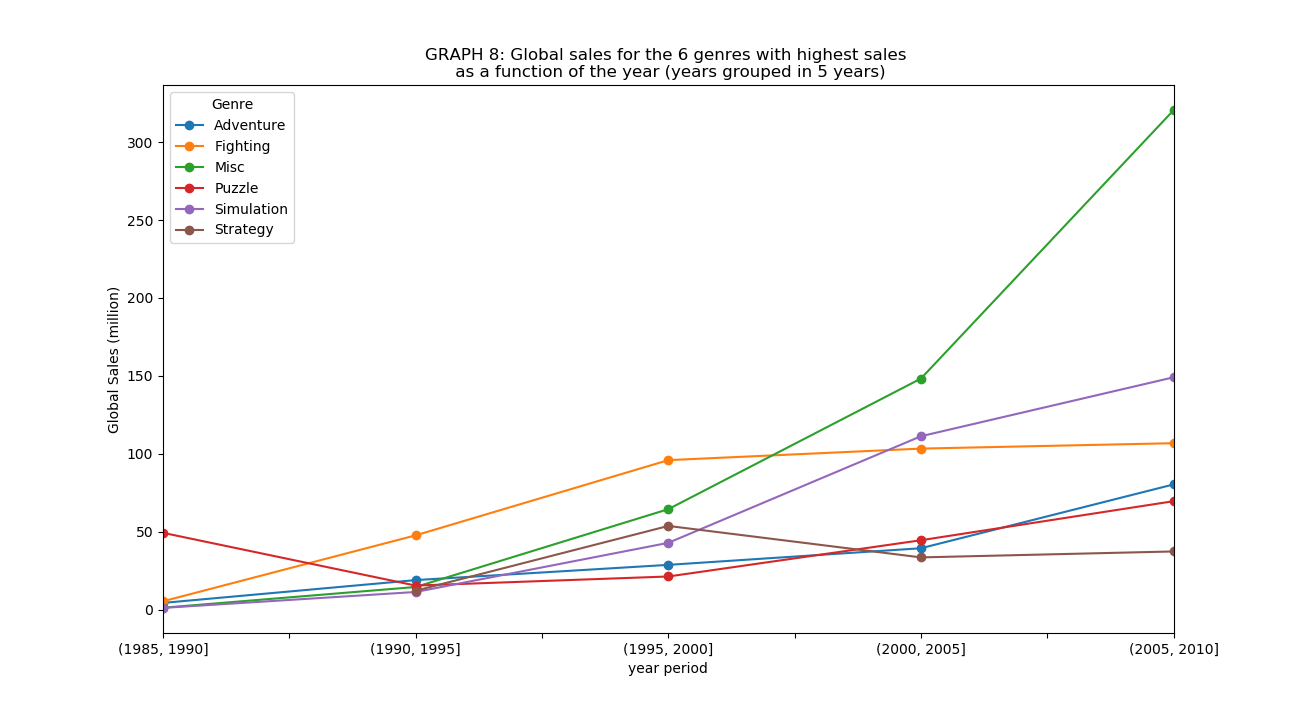 GRAPH 8: Global sales for the 6 genres with highest sales
as a function of the year (years grouped in 5 years)
Genre
Adventure
Fighting
Misc
Puzzle
Simulation
Strategy
Global Sales (million)
300
250
200
150
100
50
0
(1985, 1990]
(1990, 1995]
(1995, 2000]
(2000, 2005]
(2005, 2010]
year period